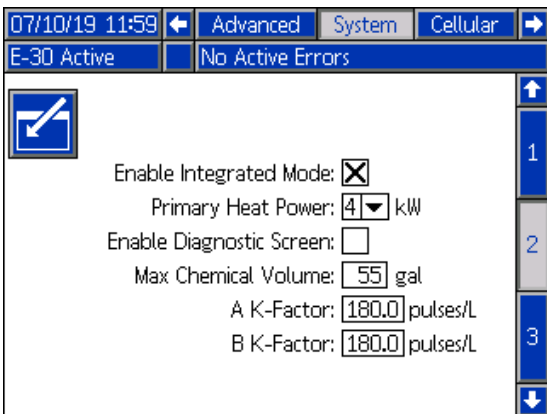 07/10/19 11:59 Advanced System Cellular
E-30 Active No Active Errors
Enable Integrated Mode:
Primary Heat Power: 4 kW
Enable Diagnostic Screen:
Max Chemical Volume: 55 gal
A K-Factor: 180.0 pulses/L
B K-Factor: 180.0 pulses/L
1
2
3